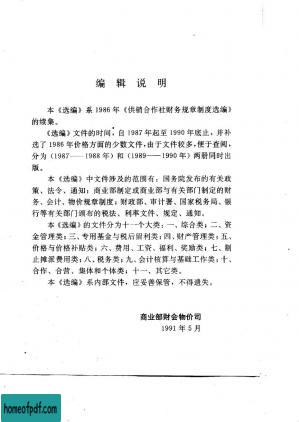 编辑说明
本《选编》系1986年《供销合作社财务规章制度选编》
的续集。
《选编》文件的时间，自1987年起至1990年底止，并补
选了1986年价格方面的少数文件，由于文件较多，便于查阅，
分为（1987——1988年）和（1989——1990年）两册同时出
版。
本《选编》中文件涉及的范围有：国务院发布的有关政
策、法令、通知；商业部制定或商业部与有关部门制定的财
务、会计、物价规章制度；财政部、审计署、国家税务局、银
行等有关部门颁布的税法、利率文件、规定、通知。
《选编》的文件分为十一个大类：一、综合类；二、资
金管理类；三、专用基金与税后留利类；四、财产管理类；五、
价格与价格补贴类；六、费用、工资、福利、奖励类；七、制
止摊派费用类；八、税务类；九、会计核算与基础工作类；十、
合作、合营、集体和个体类；十一、其它类。
本《选编》系内部文件，应妥善保管，不得遗失。
商业部财会物价司
1991年5月
homeofpdf.com